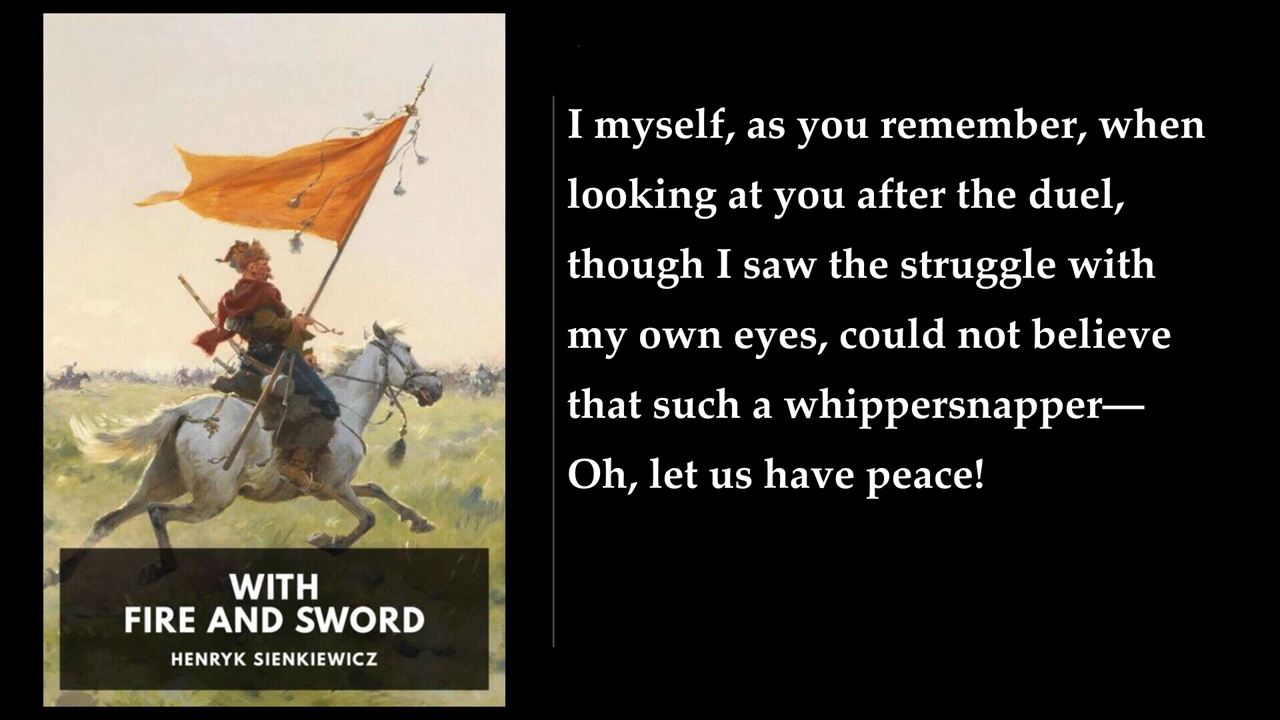 WITH
FIRE AND SWORD
HENRYK SIENKIEWICZ
I myself, as you remember, when
looking at you after the duel,
though I saw the struggle with
my own eyes, could not believe
that such a whippersnapper—
Oh, let us have peace!